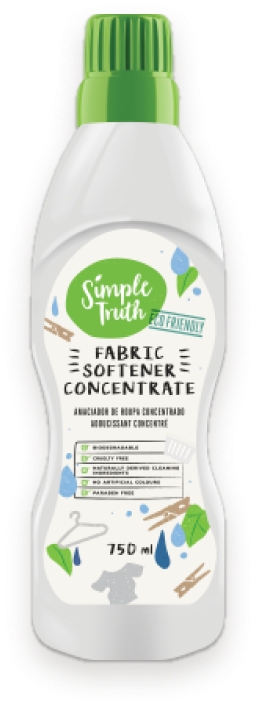 Simple
Truth
ECO FRIENDLY
FABRIC
SOFTENER
CONCENTRATE
AMACIADOR DE ROUPA CONCENTRADO
ADOUCISSANT CONCENTRÉ
BIODEGRADABLE
CRUELTY FREE
NATURALLY DERIVED CLEANING
INGREDIENTS
NO ARTIFICIAL COLOURS
PARABEN FREE
750 ml